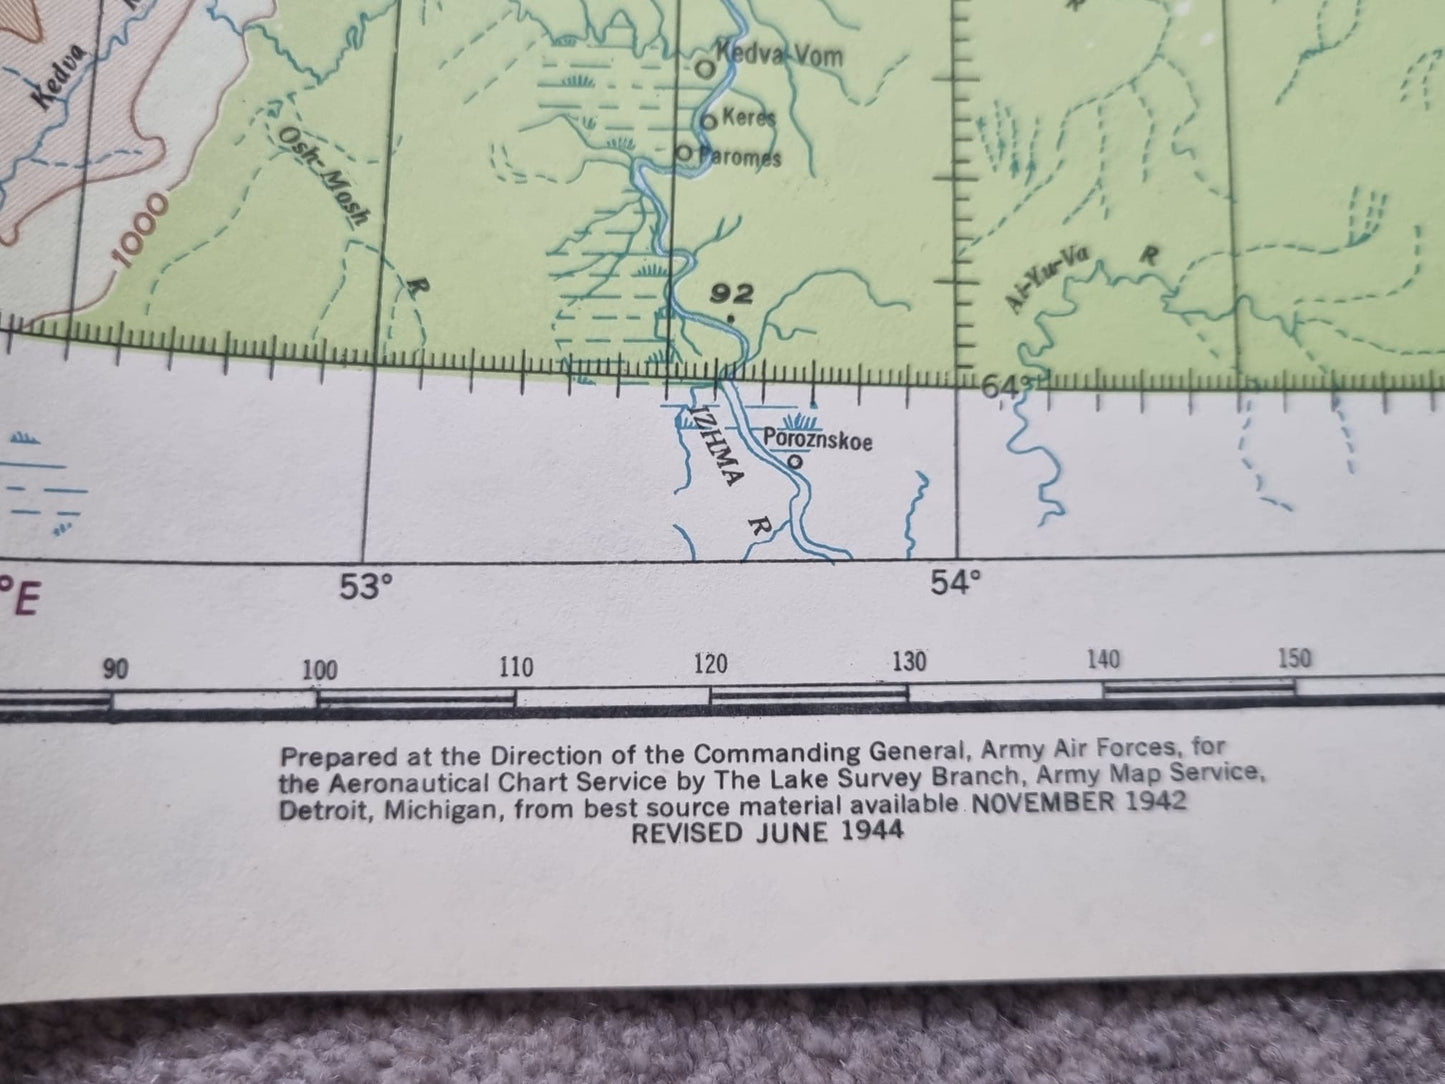 Kedva
Kedva-Vom
Keres
Paromes
Osh-Mosh
R
1000
92
Ai-Yu-Va R
64°
IZHMA
R
Poroznskoe
°E
53°
54°
90 100 110 120 130 140 150
Prepared at the Direction of the Commanding General, Army Air Forces, for
the Aeronautical Chart Service by The Lake Survey Branch, Army Map Service,
Detroit, Michigan, from best source material available NOVEMBER 1942
REVISED JUNE 1944